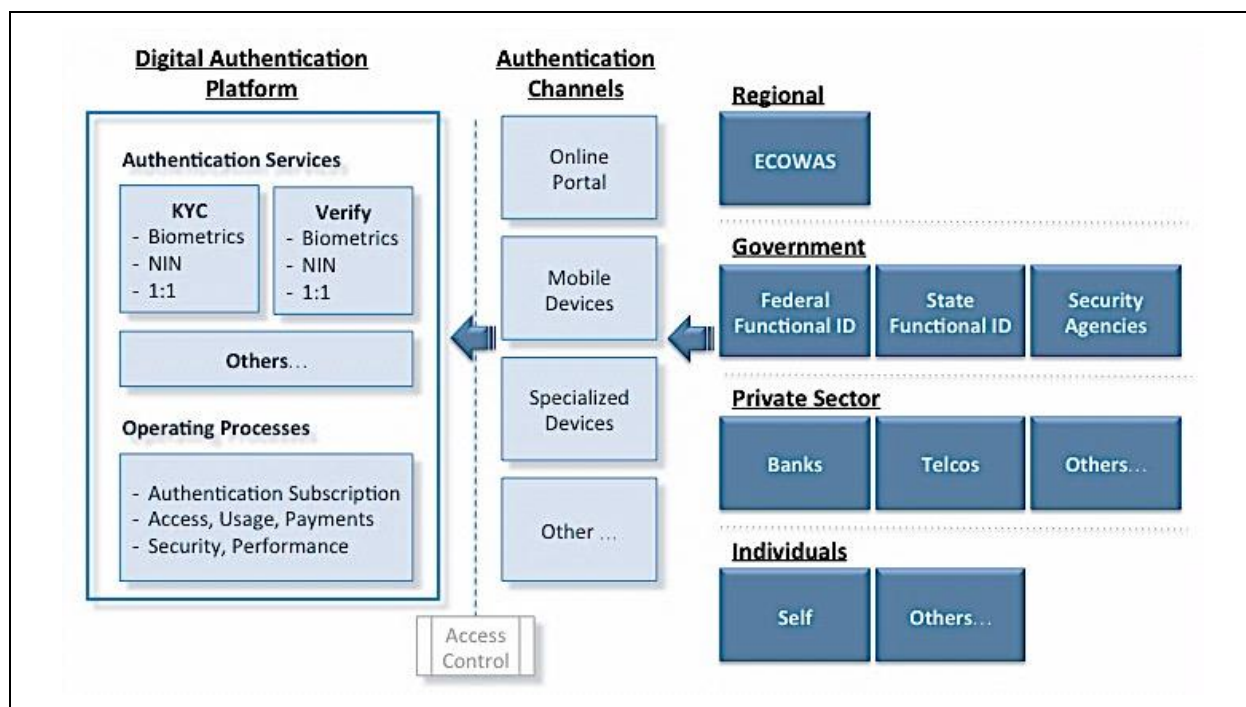 Digital Authentication
Platform
Authentication Services
KYC
- Biometrics
- NIN
- 1:1
Verify
- Biometrics
- NIN
- 1:1
Others...
Operating Processes
- Authentication Subscription
- Access, Usage, Payments
- Security, Performance
Authentication
Channels
Online
Portal
Mobile
Devices
Specialized
Devices
Other ...
Access
Control
Regional
ECOWAS
Government
Federal
Functional ID
State
Functional ID
Security
Agencies
Private Sector
Banks
Telcos
Others...
Individuals
Self
Others...